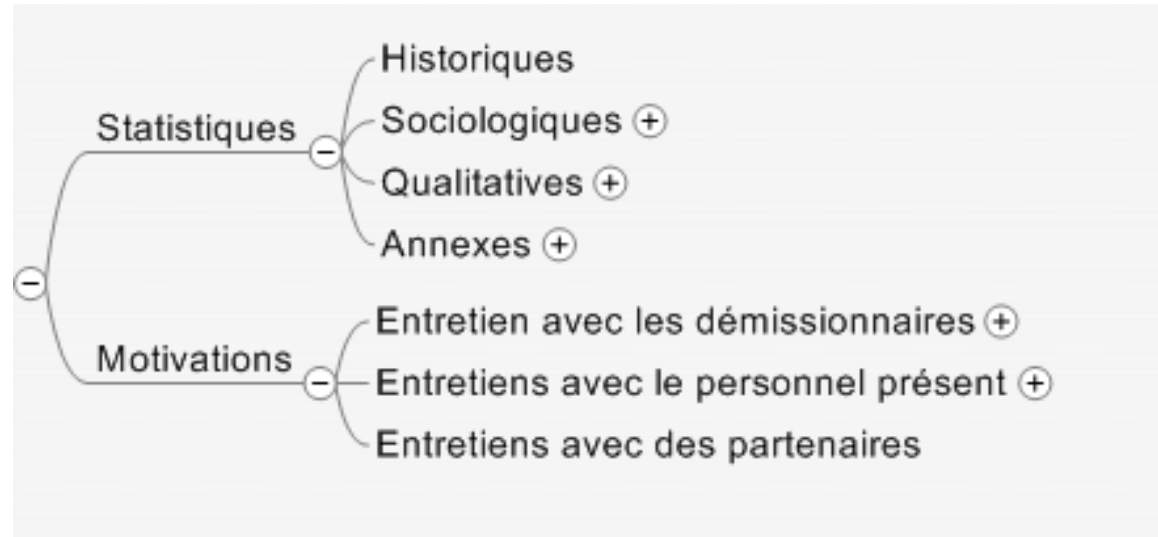 Statistiques
Historiques
Sociologiques
Qualitatives
Annexes
Motivations
Entretien avec les démissionnaires
Entretiens avec le personnel présent
Entretiens avec des partenaires